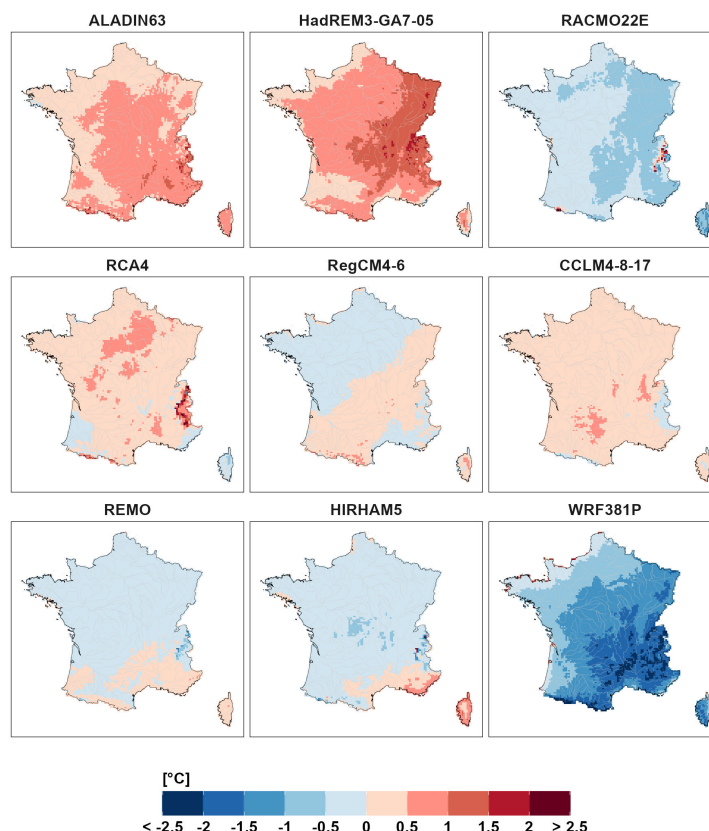 ALADIN63 HadREM3-GA7-05 RACMO22E
RCA4 RegCM4-6 CCLM4-8-17
REMO HIRHAM5 WRF381P
[°C]
< -2.5 -2 -1.5 -1 -0.5 0 0.5 1 1.5 2 > 2.5